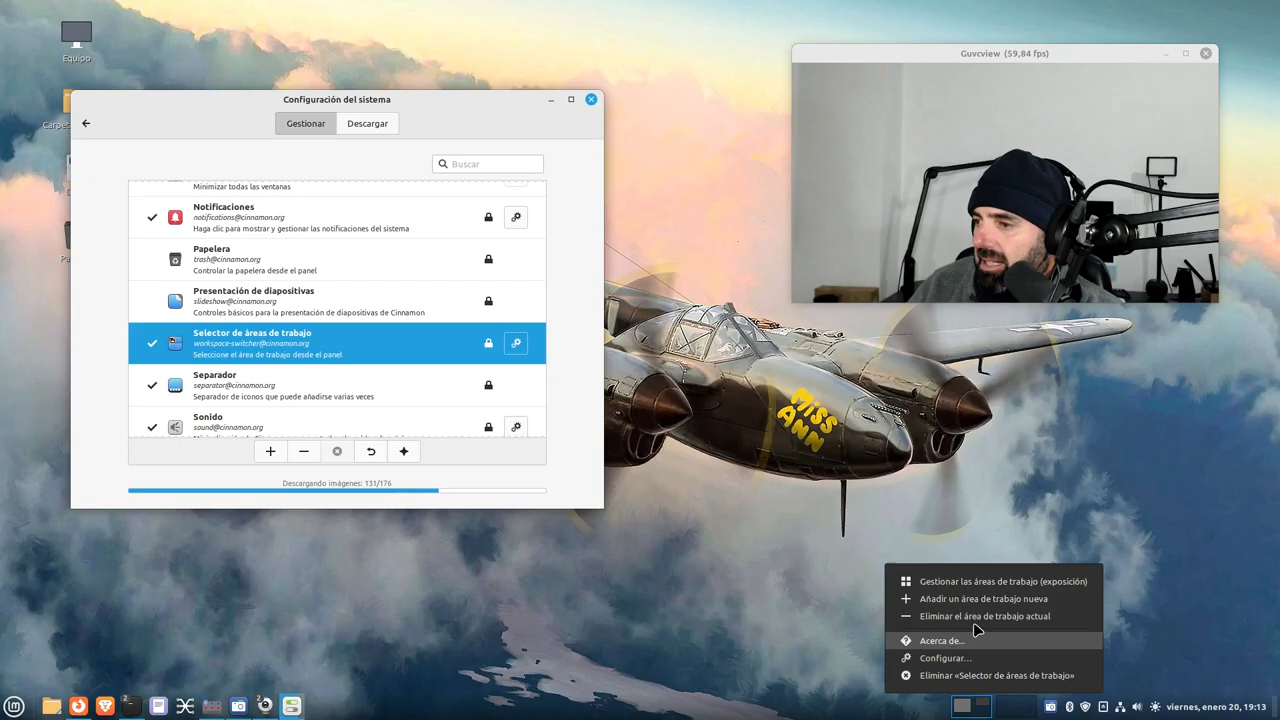 Equipo
Carpe
Guvcview (59,84 fps)
Configuración del sistema
Gestionar
Descargar
Buscar
Minimizar todas las ventanas
Notificaciones
notifications@cinnamon.org
Haga clic para mostrar y gestionar las notificaciones del sistema
Papelera
trash@cinnamon.org
Controlar la papelera desde el panel
Presentación de diapositivas
slideshow@cinnamon.org
Controles básicos para la presentación de diapositivas de Cinnamon
Selector de áreas de trabajo
workspace-switcher@cinnamon.org
Seleccione el área de trabajo desde el panel
Separador
separator@cinnamon.org
Separador de iconos que puede añadirse varias veces
Sonido
sound@cinnamon.org
Descargando imágenes: 131/176
MiSS
ANN
Gestionar las áreas de trabajo (exposición)
Añadir un área de trabajo nueva
Eliminar el área de trabajo actual
Acerca de...
Configurar...
Eliminar «Selector de áreas de trabajo»
2
2
viernes, enero 20, 19:13